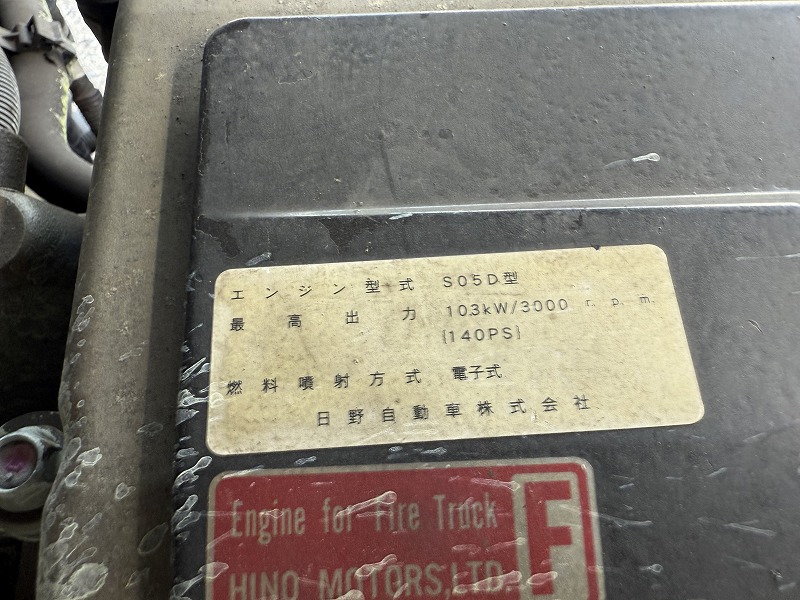 エンジン型式 S05D型
最高出力 103kW/3000 r.p.m.
(140PS)
燃料噴射方式 電子式
日野自動車株式会社
Engine for Fire Truck
F
HINO MOTORS,LTD.